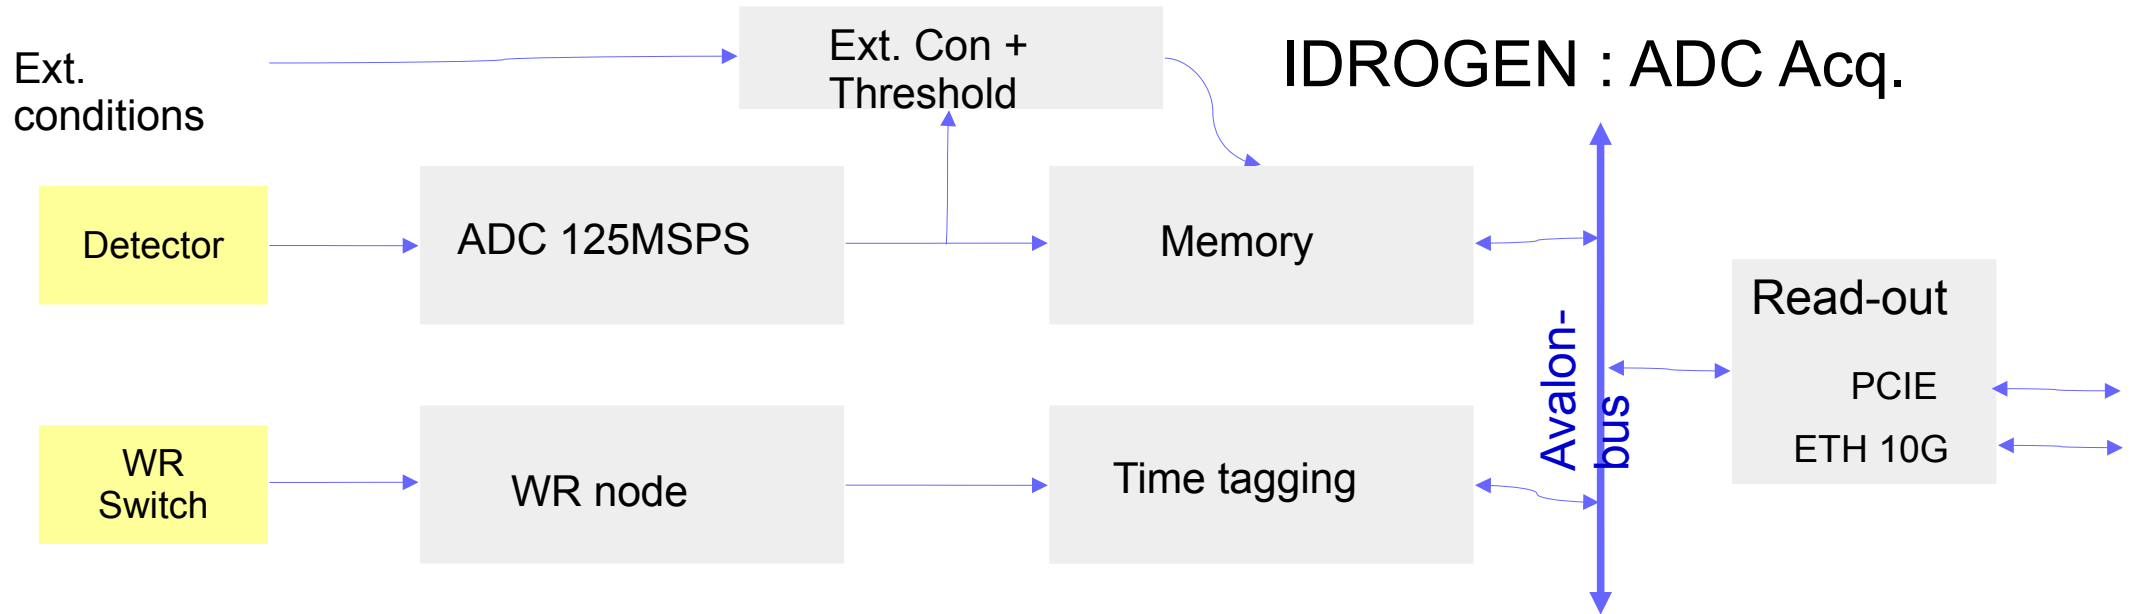 Ext.
conditions
Ext. Con +
Threshold
IDROGEN : ADC Acq.
Detector
ADC 125MSPS
Memory
Avalon-
bus
Read-out
PCIE
ETH 10G
WR
Switch
WR node
Time tagging